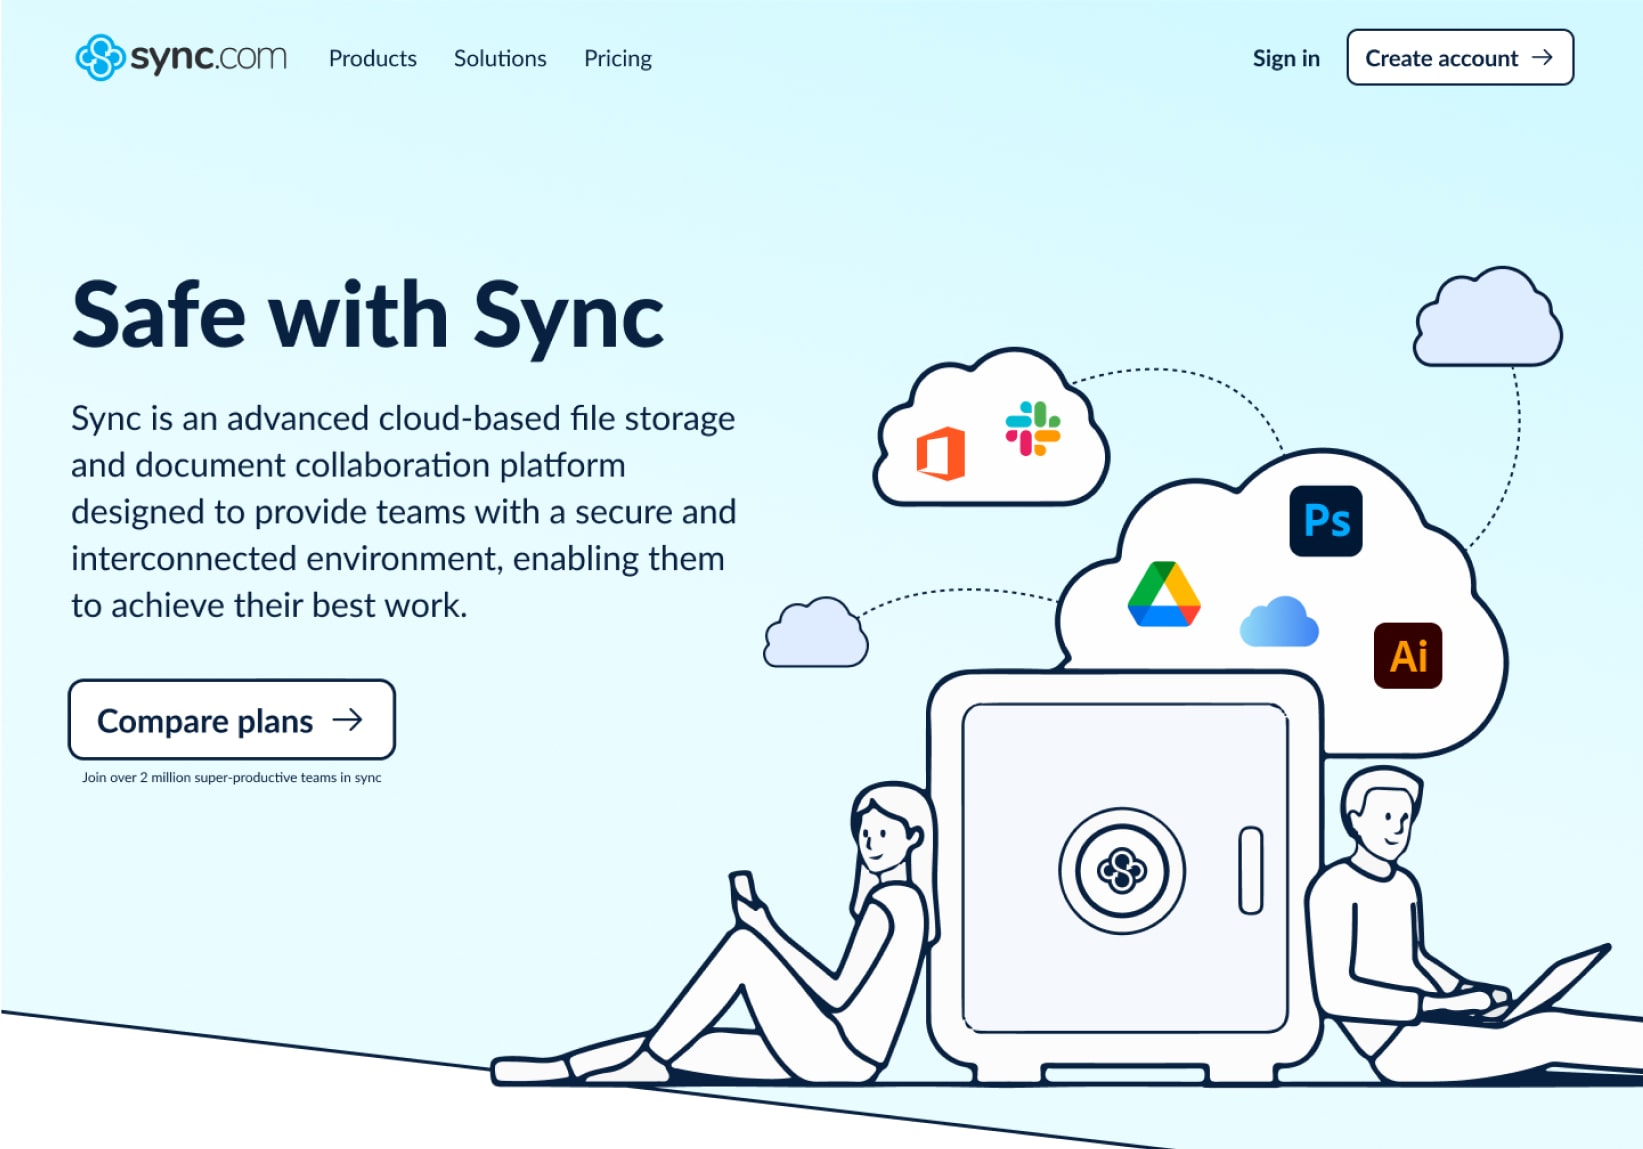 sync.com
Products
Solutions
Pricing
Sign in
Create account
Safe with Sync
Sync is an advanced cloud-based file storage
and document collaboration platform
designed to provide teams with a secure and
interconnected environment, enabling them
to achieve their best work.
Compare plans
Join over 2 million super-productive teams in sync
Ps
Ai